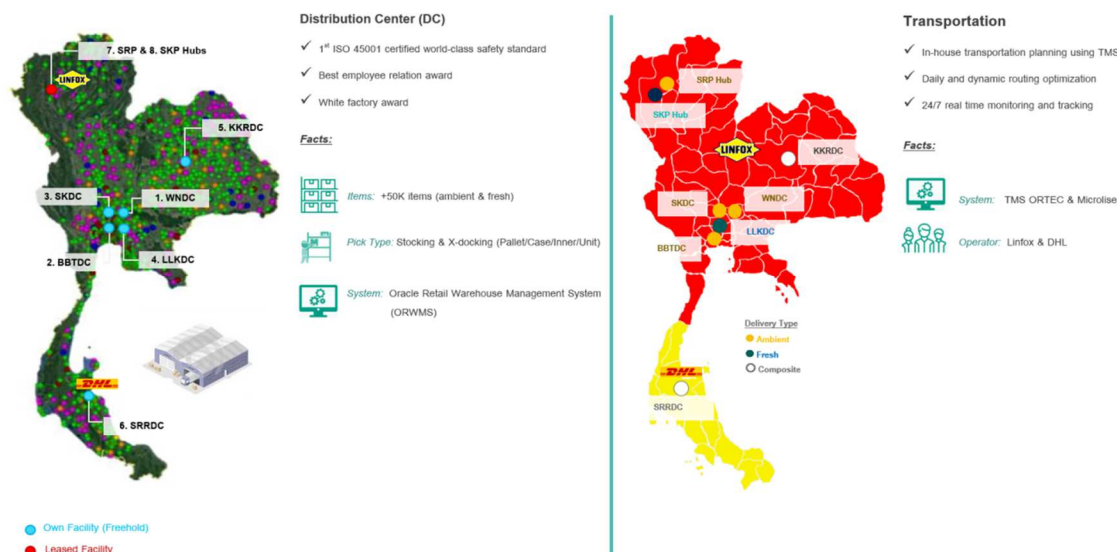 Distribution Center (DC)
✓ 1st ISO 45001 certified world-class safety standard
✓ Best employee relation award
✓ White factory award
Facts:
Items: +50K items (ambient & fresh)
Pick Type: Stocking & X-docking (Pallet/Case/Inner/Unit)
System: Oracle Retail Warehouse Management System
(ORWMS)
7. SRP & 8. SKP Hubs
LINFOX
5. KKRDC
3. SKDC
1. WNDC
2. BBTDC
4. LLKDC
DHL
6. SRRDC
Own Facility (Freehold)
Leased Facility
Transportation
✓ In-house transportation planning using TMS
✓ Daily and dynamic routing optimization
✓ 24/7 real time monitoring and tracking
Facts:
System: TMS ORTEC & Microlise
Operator: Linfox & DHL
SRP Hub
SKP Hub
LINFOX
KKRDC
SKDC
WNDC
LLKDC
BBTDC
Delivery Type
Ambient
Fresh
Composite
DHL
SRRDC